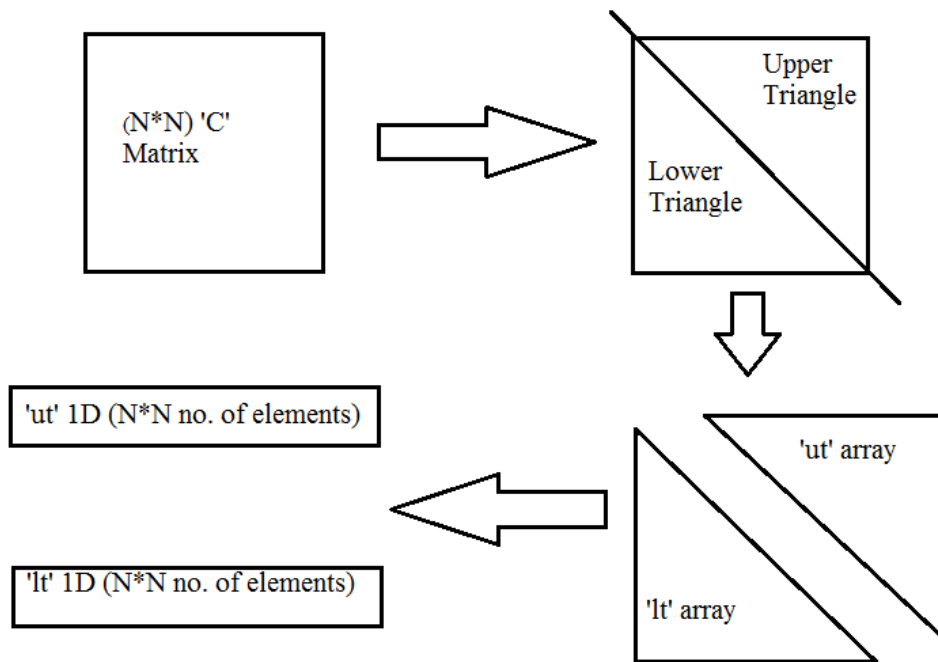 (N*N) 'C'
Matrix
Upper
Triangle
Lower
Triangle
'ut' array
'lt' array
'ut' 1D (N*N no. of elements)
'lt' 1D (N*N no. of elements)